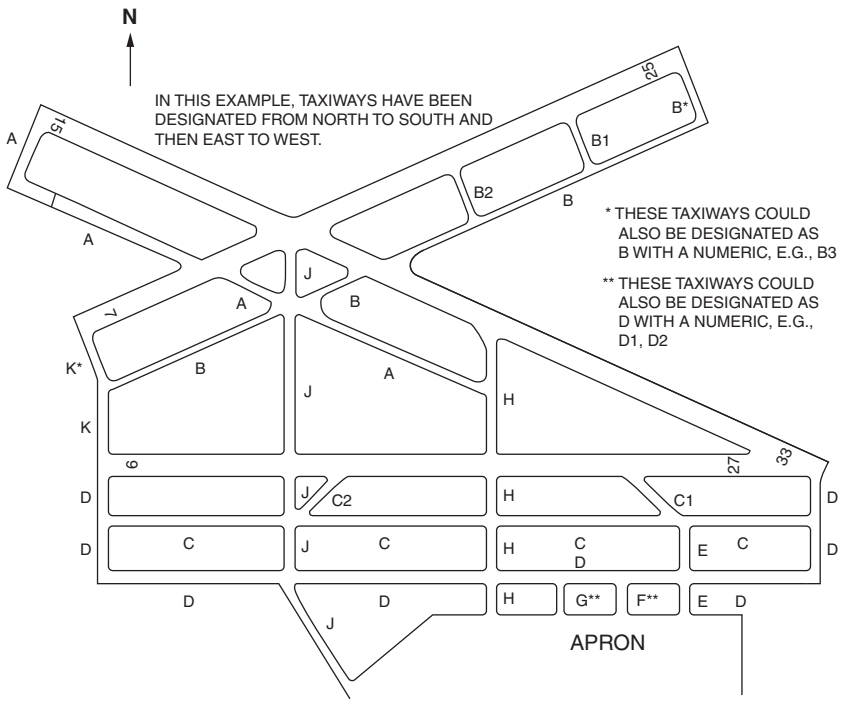 N
IN THIS EXAMPLE, TAXIWAYS HAVE BEEN
DESIGNATED FROM NORTH TO SOUTH AND
THEN EAST TO WEST.
25
B*
15
A
B1
B2
B
* THESE TAXIWAYS COULD
ALSO BE DESIGNATED AS
B WITH A NUMERIC, E.G., B3
A
J
** THESE TAXIWAYS COULD
ALSO BE DESIGNATED AS
D WITH A NUMERIC, E.G.,
D1, D2
A
B
7
K*
B
A
J
H
K
9
27
33
D
J
C2
H
C1
D
D
C
J
C
H
C
D
E
C
D
D
D
H
G**
F**
E
D
J
APRON